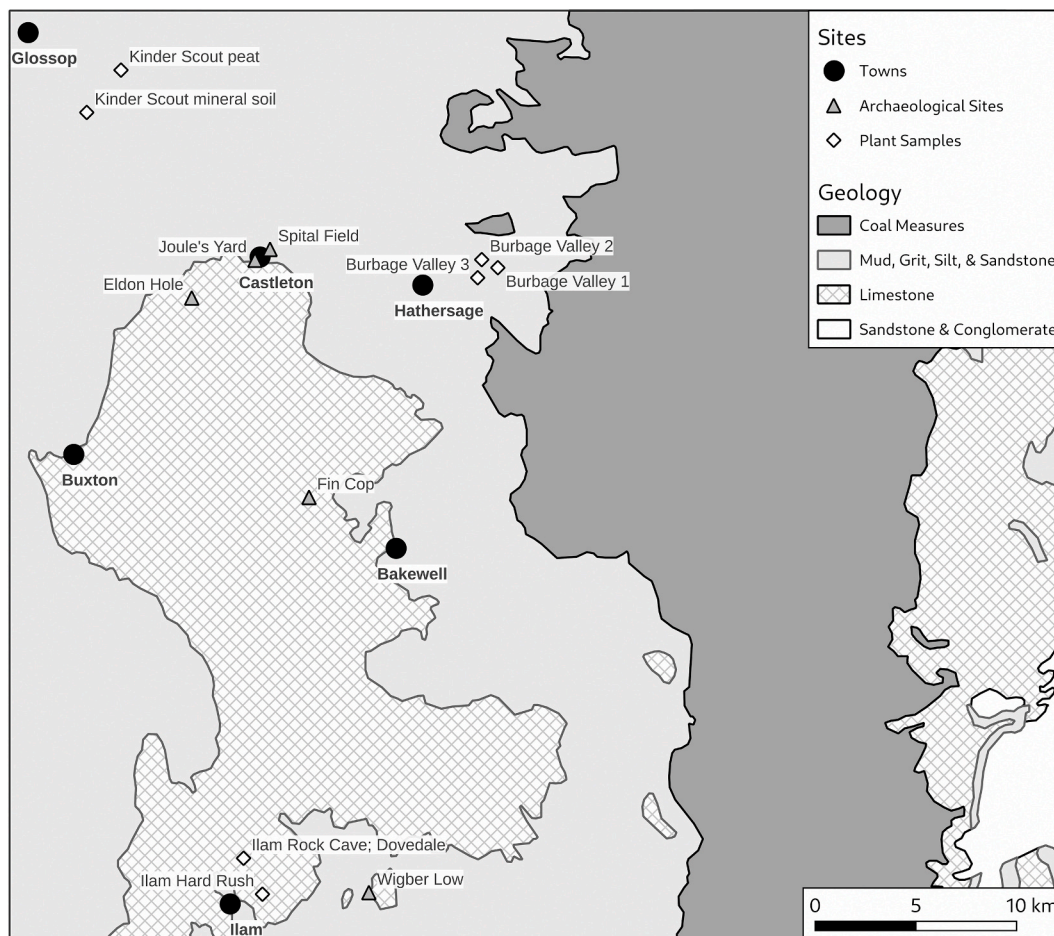 Glossop
Kinder Scout peat
Kinder Scout mineral soil
Joule's Yard
Spital Field
Castleton
Eldon Hole
Burbage Valley 2
Burbage Valley 3
Burbage Valley 1
Hathersage
Buxton
Fin Cop
Bakewell
Ilam Rock Cave; Dovedale
Ilam Hard Rush
Wigber Low
Ilam
Sites
Towns
Archaeological Sites
Plant Samples
Geology
Coal Measures
Mud, Grit, Silt, & Sandstone
Limestone
Sandstone & Conglomerate
0 5 10 km